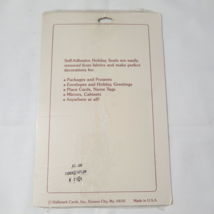 Self-Adhesive Holiday Seals are easily
removed from fabrics and make perfect
decorations for:
• Packages and Presents
• Envelopes and Holiday Greetings
• Place Cards, Name Tags
• Mirrors, Cabinets
• Anywhere at all!
© Hallmark Cards, Inc., Kansas City, Mo. 64141 Made in U.S.A.